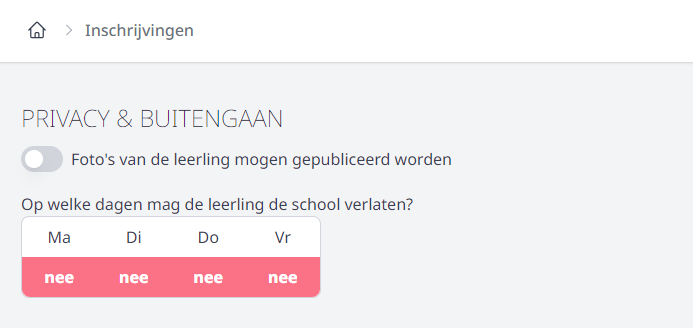 Inschrijvingen
PRIVACY & BUITENGAAN
Foto's van de leerling mogen gepubliceerd worden
Op welke dagen mag de leerling de school verlaten?
Ma Di Do Vr
nee nee nee nee